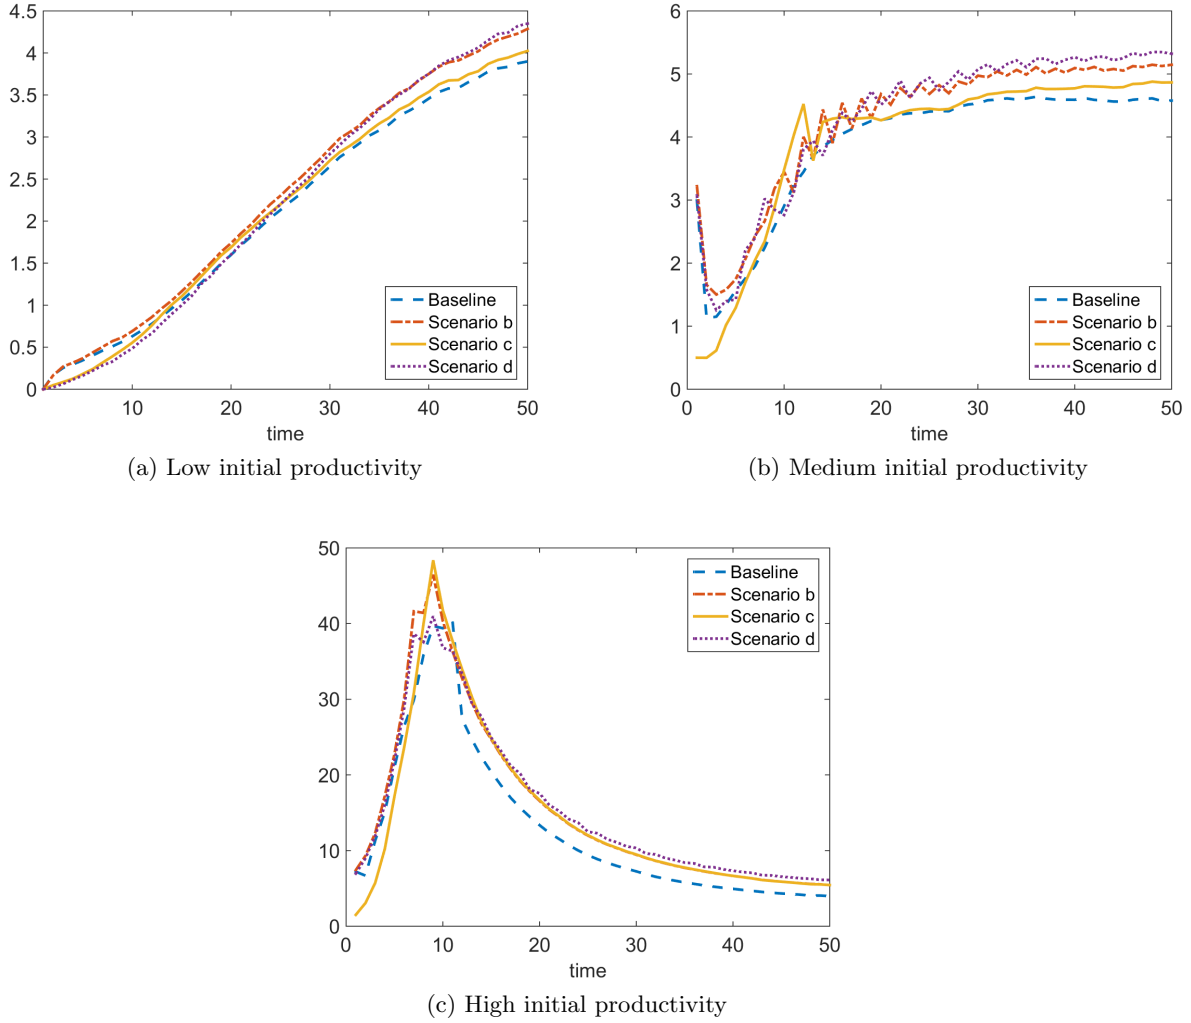 4.5
4
3.5
3
2.5
2
1.5
1
0.5
0
10
20
30
40
50
time
Baseline
Scenario b
Scenario c
Scenario d
(a) Low initial productivity
6
5
4
3
2
1
0
0
10
20
30
40
50
time
Baseline
Scenario b
Scenario c
Scenario d
(b) Medium initial productivity
50
40
30
20
10
0
0
10
20
30
40
50
time
Baseline
Scenario b
Scenario c
Scenario d
(c) High initial productivity